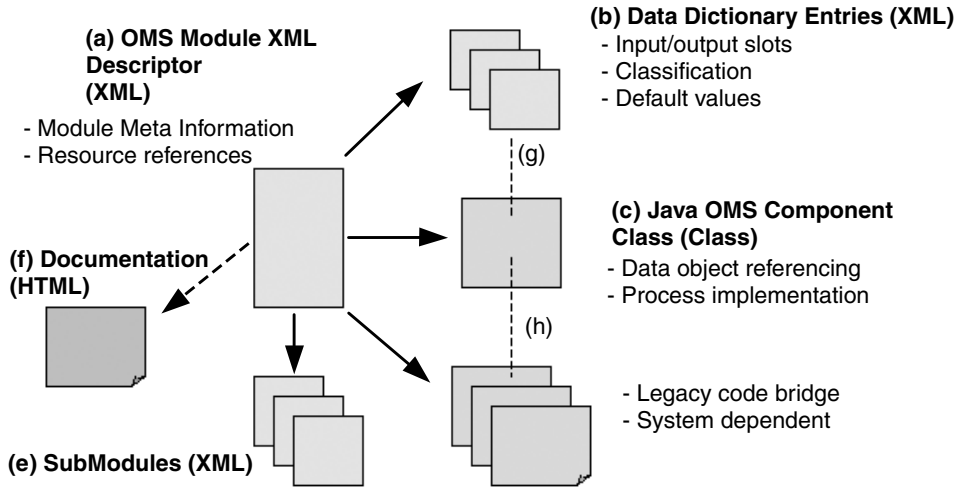 (a) OMS Module XML
Descriptor
(XML)
- Module Meta Information
- Resource references
(b) Data Dictionary Entries (XML)
- Input/output slots
- Classification
- Default values
(g)
(c) Java OMS Component
Class (Class)
- Data object referencing
- Process implementation
(f) Documentation
(HTML)
(h)
- Legacy code bridge
- System dependent
(e) SubModules (XML)